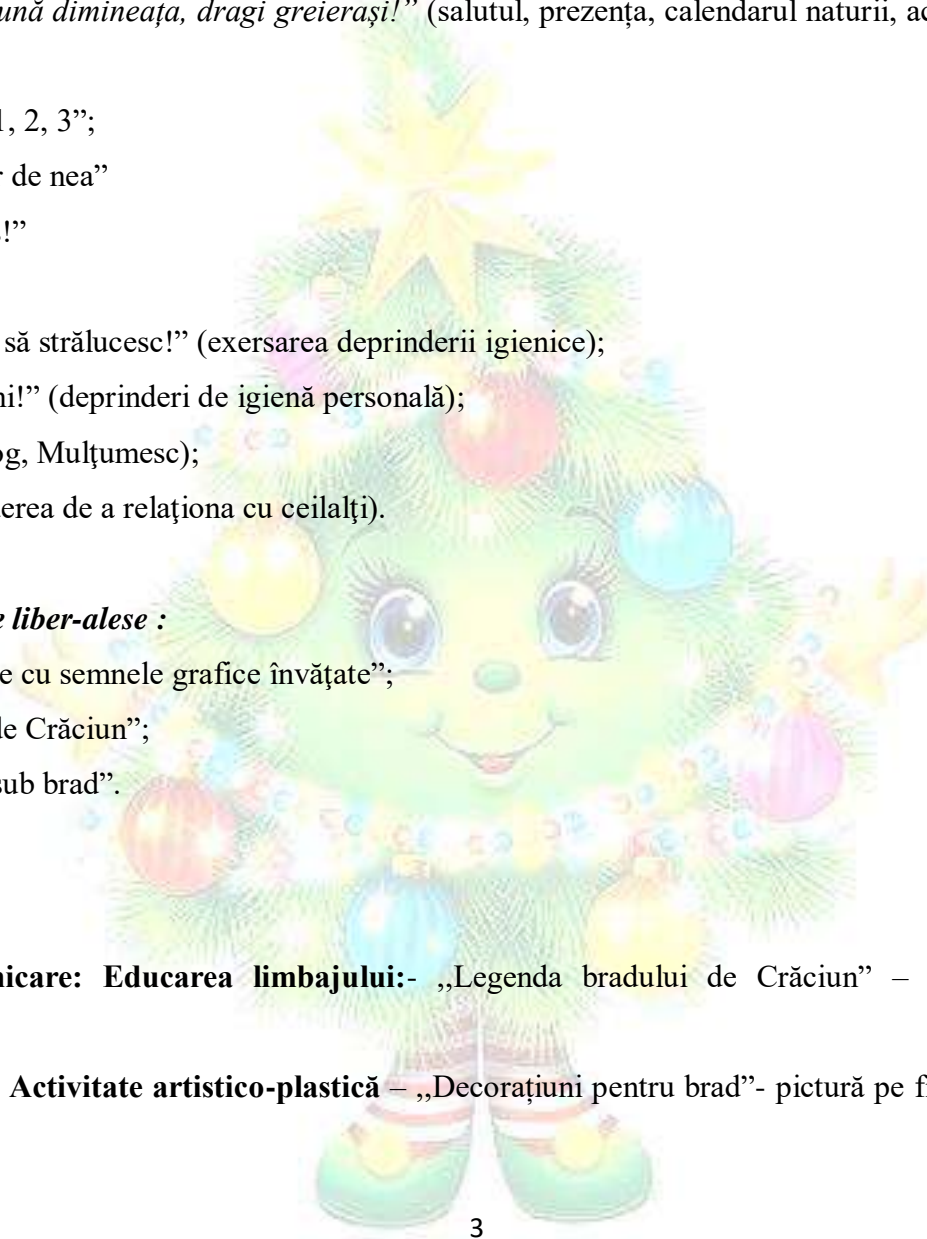 ună dimineața, dragi greierași!” (salutul, prezența, calendarul naturii, ac
1, 2, 3”;
de nea”
!”
să strălucesc!” (exersarea deprinderii igienice);
ni!” (deprinderi de igienă personală);
og, Mulţumesc);
erea de a relaţiona cu ceilalţi).
e liber-alese :
e cu semnele grafice învăţate”;
de Crăciun”;
sub brad”.
nicare: Educarea limbajului:- ,,Legenda bradului de Crăciun” –
Activitate artistico-plastică – ,,Decorațiuni pentru brad”- pictură pe f
3